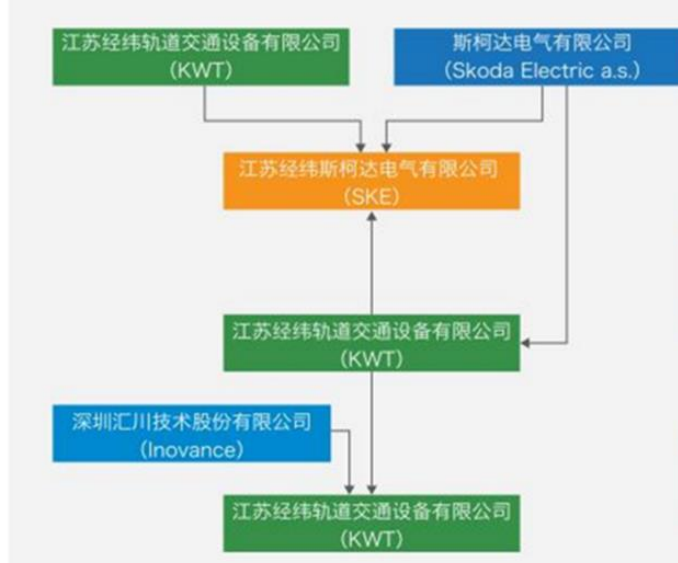 江苏经纬轨道交通设备有限公司
（KWT）
斯柯达电气有限公司
（Skoda Electric a.s.）
江苏经纬斯柯达电气有限公司
（SKE）
江苏经纬轨道交通设备有限公司
（KWT）
深圳汇川技术股份有限公司
（Inovance）
江苏经纬轨道交通设备有限公司
（KWT）